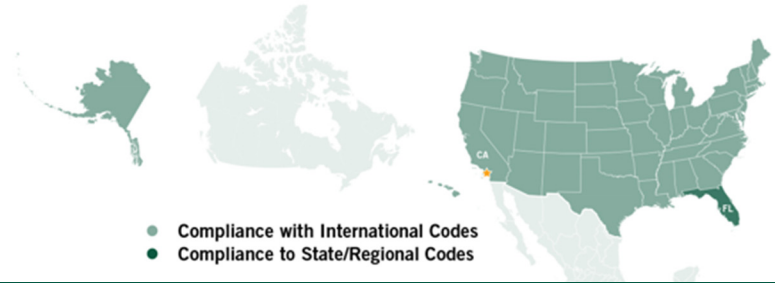 CA
FL
Compliance with International Codes
Compliance to State/Regional Codes